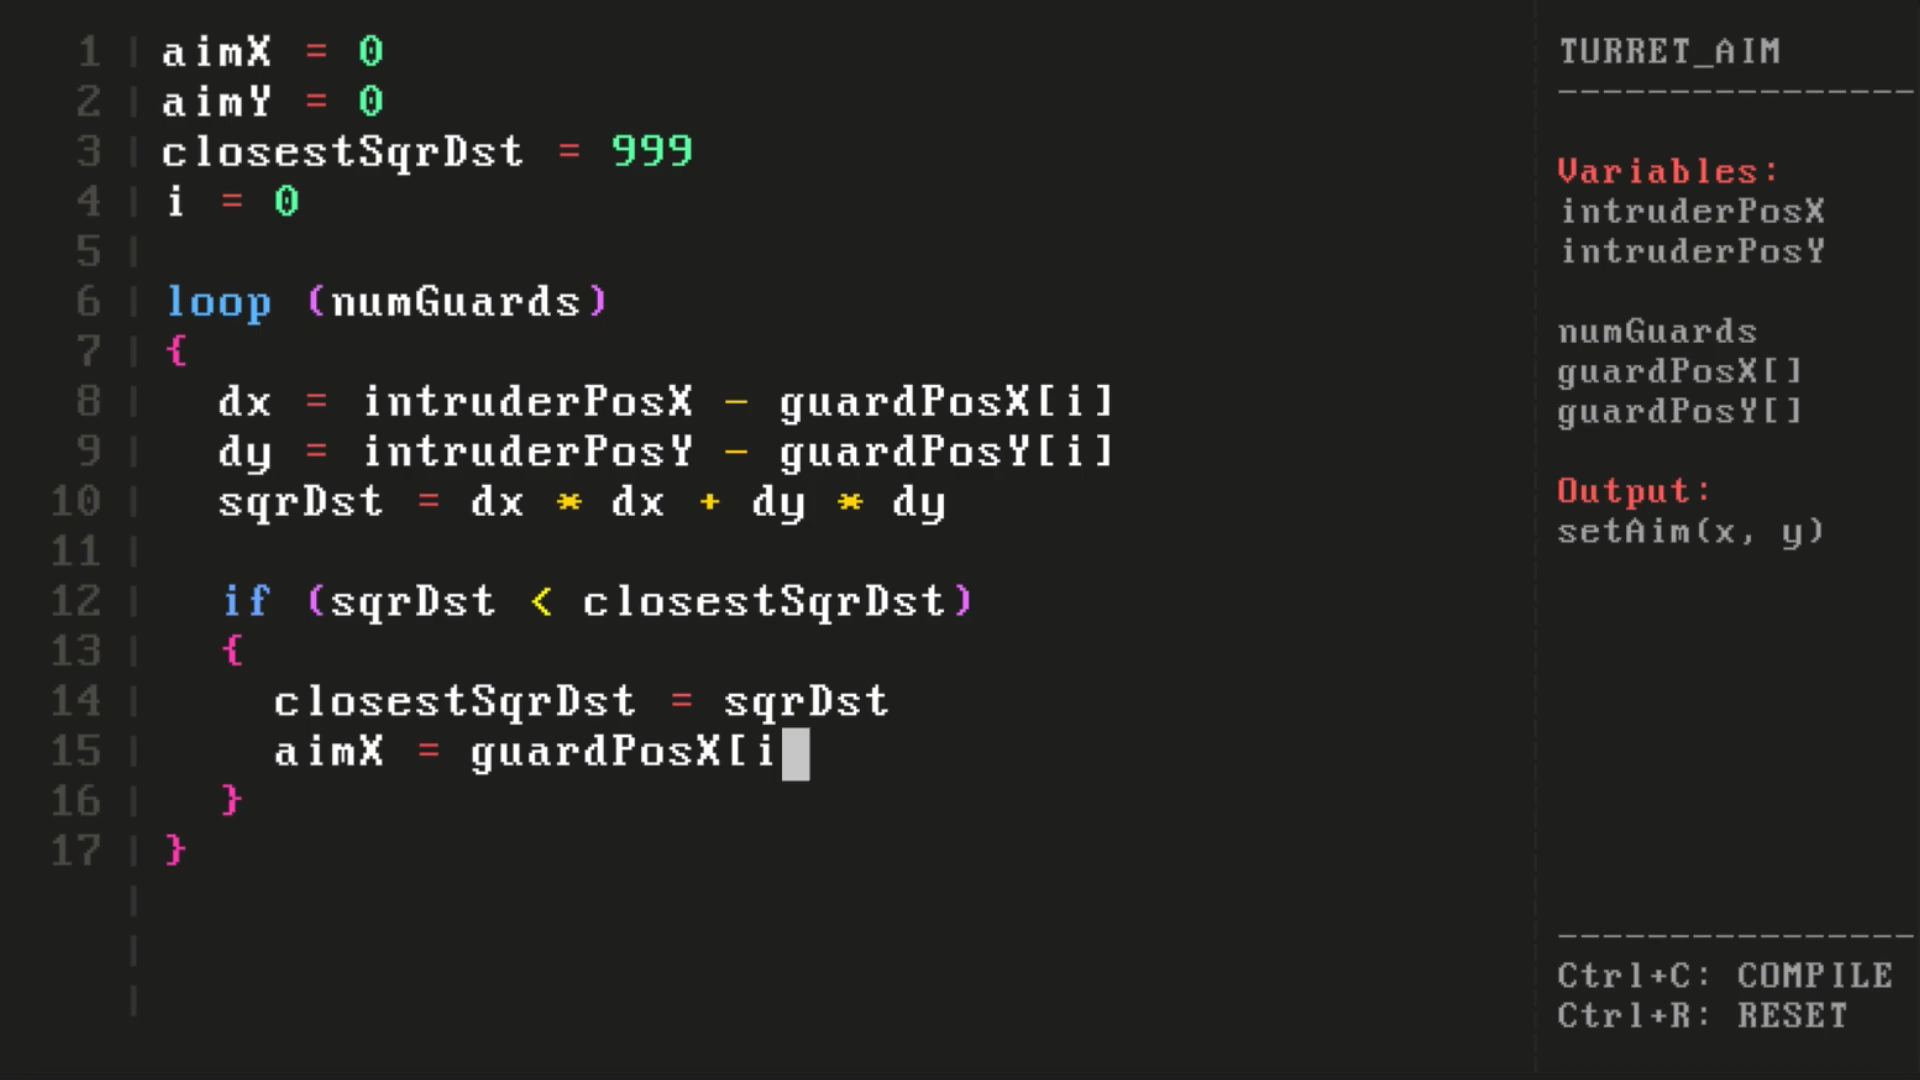 1 | aimX = 0
2 | aimY = 0
3 | closestSqrDst = 999
4 | i = 0
5 |
6 | loop (numGuards)
7 | {
8 | dx = intruderPosX - guardPosX[i]
9 | dy = intruderPosY - guardPosY[i]
10 | sqrDst = dx * dx + dy * dy
11 |
12 | if (sqrDst < closestSqrDst)
13 | {
14 | closestSqrDst = sqrDst
15 | aimX = guardPosX[i
16 | }
17 | }
TURRET_AIM
----------------
Variables:
intruderPosX
intruderPosY
numGuards
guardPosX[]
guardPosY[]
Output:
setAim(x, y)
----------------
Ctrl+C: COMPILE
Ctrl+R: RESET